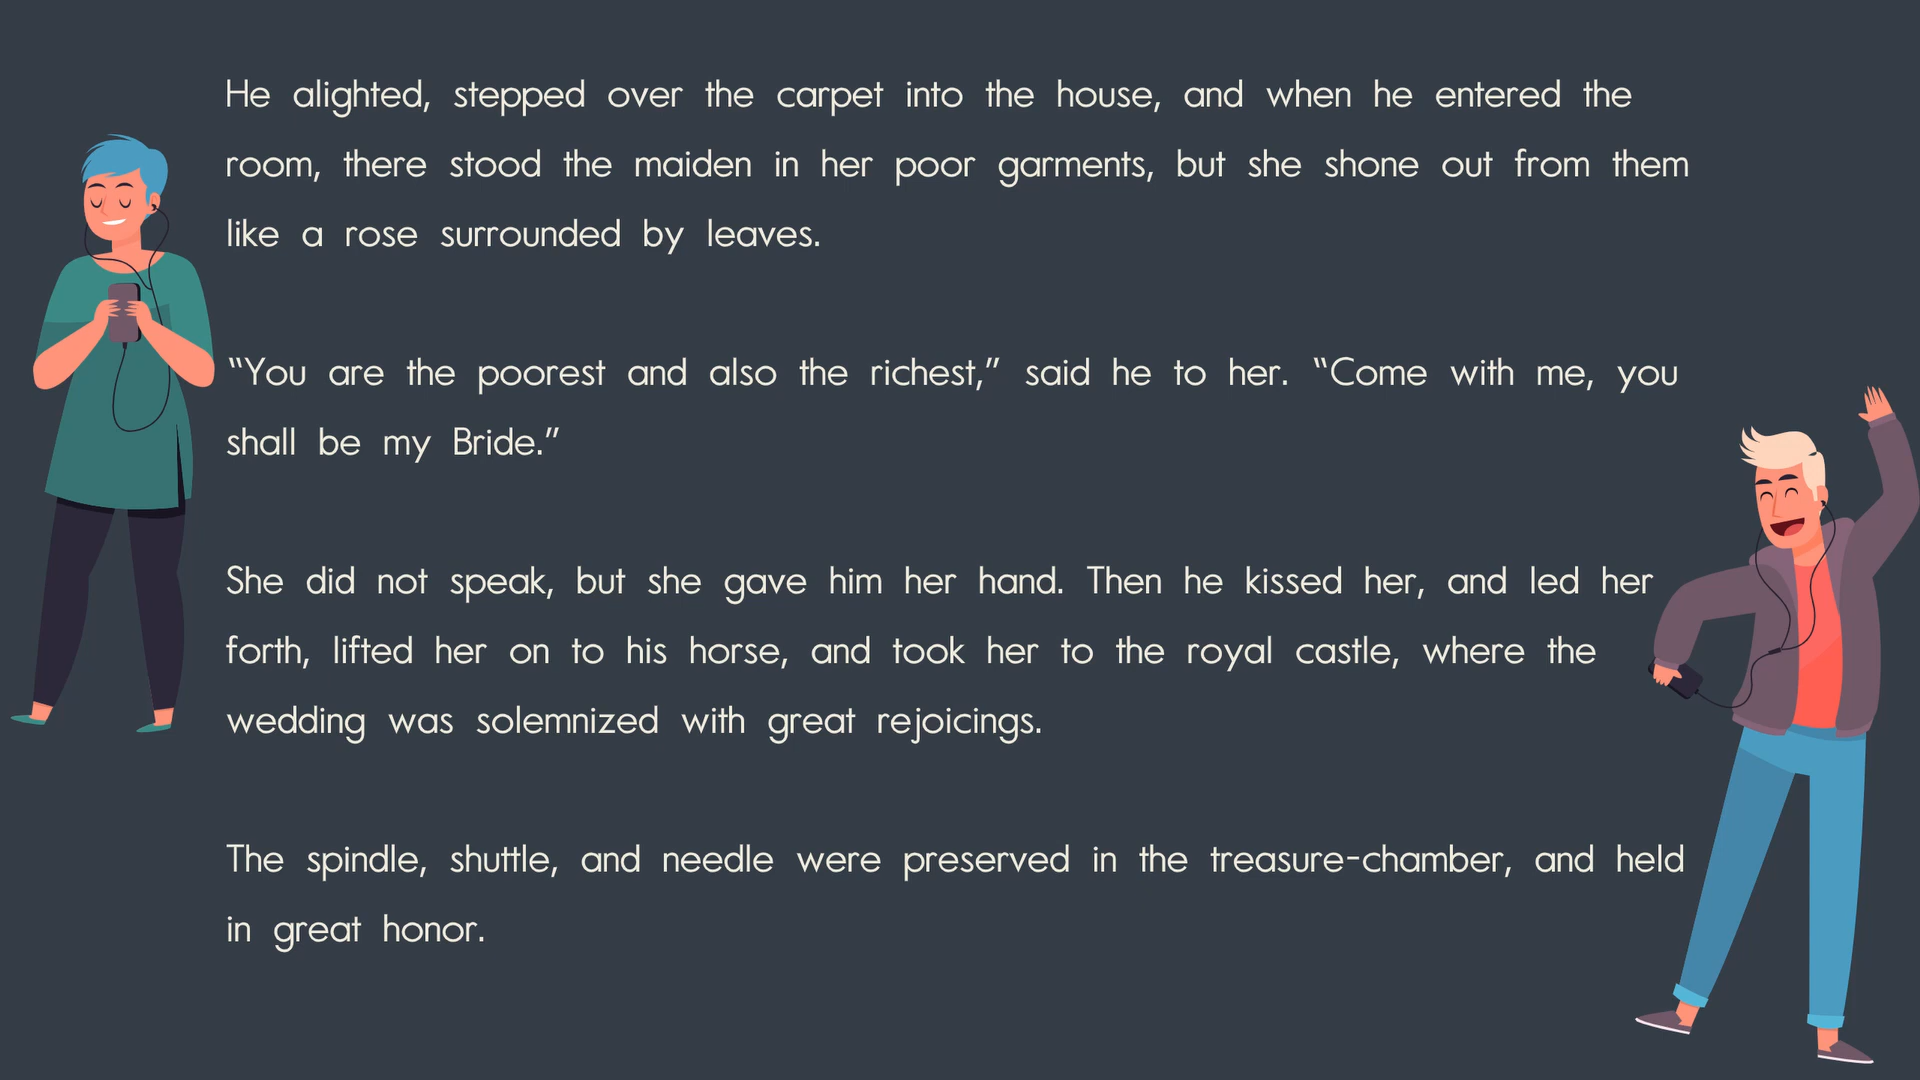 He alighted, stepped over the carpet into the house, and when he entered the
room, there stood the maiden in her poor garments, but she shone out from them
like a rose surrounded by leaves.
“You are the poorest and also the richest,” said he to her. “Come with me, you
shall be my Bride.”
She did not speak, but she gave him her hand. Then he kissed her, and led her
forth, lifted her on to his horse, and took her to the royal castle, where the
wedding was solemnized with great rejoicings.
The spindle, shuttle, and needle were preserved in the treasure-chamber, and held
in great honor.